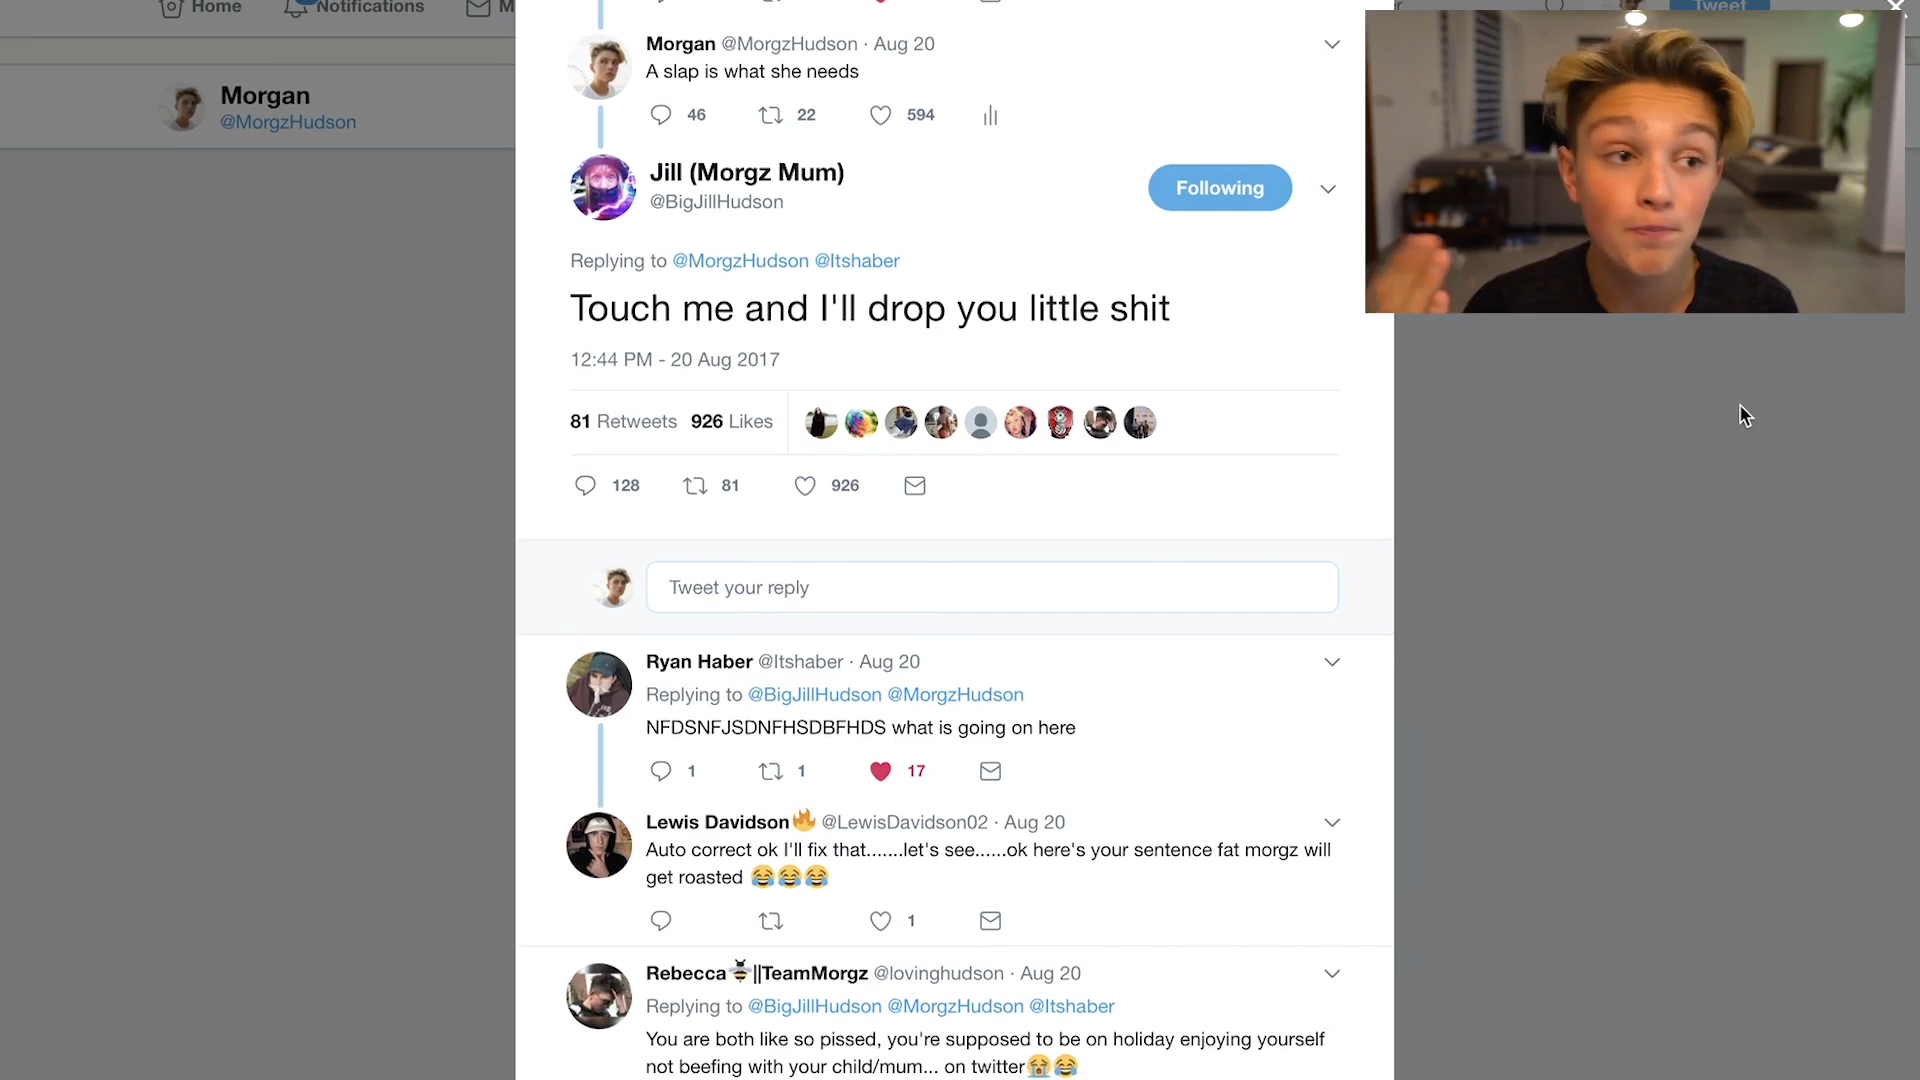 Home
Notifications
M
Tweet
Morgan
@MorgzHudson
Morgan @MorgzHudson · Aug 20
A slap is what she needs
46 22 594
Jill (Morgz Mum)
@BigJillHudson
Following
Replying to @MorgzHudson @Itshaber
Touch me and I'll drop you little shit
12:44 PM - 20 Aug 2017
81 Retweets 926 Likes
128 81 926
Tweet your reply
Ryan Haber @Itshaber · Aug 20
Replying to @BigJillHudson @MorgzHudson
NFDSNFJSDNFHSDBFHDS what is going on here
1 1 17
Lewis Davidson🔥 @LewisDavidson02 · Aug 20
Auto correct ok I'll fix that.......let's see......ok here's your sentence fat morgz will
get roasted 😂😂😂
1
Rebecca🐝||TeamMorgz @lovinghudson · Aug 20
Replying to @BigJillHudson @MorgzHudson @Itshaber
You are both like so pissed, you're supposed to be on holiday enjoying yourself
not beefing with your child/mum... on twitter😭😂